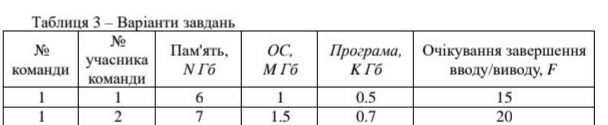 Таблиця 3 – Варіанти завдань
№ команди № учасника команди Пам'ять, N Гб ОС, М Гб Програма, К Гб Очікування завершення вводу/виводу, F
1 1 6 1 0.5 15
1 2 7 1.5 0.7 20